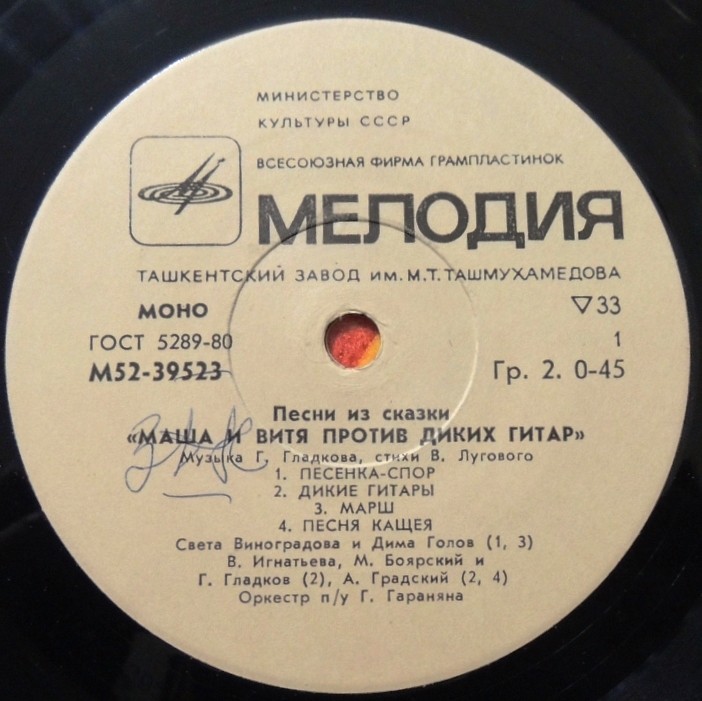 МИНИСТЕРСТВО
КУЛЬТУРЫ СССР
ВСЕСОЮЗНАЯ ФИРМА ГРАМПЛАСТИНОК
МЕЛОДИЯ
ТАШКЕНТСКИЙ ЗАВОД ИМ. М.Т. ТАШМУХАМЕДОВА
МОНО ▽33
ГОСТ 5289-80 1
М52-39523 Гр. 2. 0-45
Песни из сказки
«МАША И ВИТЯ ПРОТИВ ДИКИХ ГИТАР»
Музыка Г. Гладкова, стихи В. Лугового
1. ПЕСЕНКА-СПОР
2. ДИКИЕ ГИТАРЫ
3. МАРШ
4. ПЕСНЯ КАЩЕЯ
Света Виноградова и Дима Голов (1, 3)
В. Игнатьева, М. Боярский и
Г. Гладков (2), А. Градский (2, 4)
Оркестр п/у Г. Гараняна